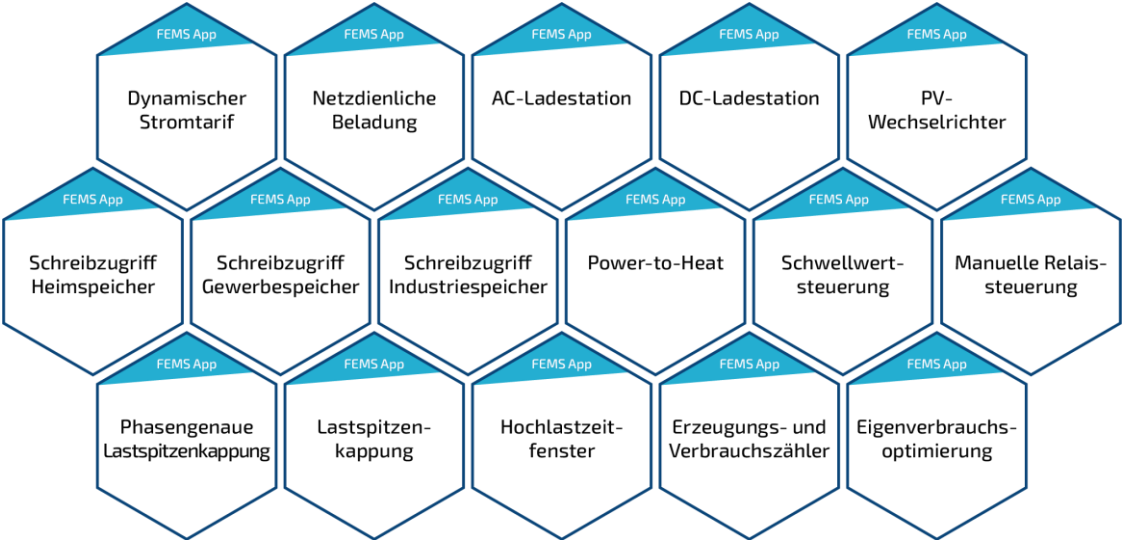 FEMS App
Dynamischer
Stromtarif
FEMS App
Netzdienliche
Beladung
FEMS App
AC-Ladestation
FEMS App
DC-Ladestation
FEMS App
PV-
Wechselrichter
FEMS App
Schreibzugriff
Heimspeicher
FEMS App
Schreibzugriff
Gewerbespeicher
FEMS App
Schreibzugriff
Industriespeicher
FEMS App
Power-to-Heat
FEMS App
Schwellwert-
steuerung
FEMS App
Manuelle Relais-
steuerung
FEMS App
Phasengenaue
Lastspitzenkappung
FEMS App
Lastspitzen-
kappung
FEMS App
Hochlastzeit-
fenster
FEMS App
Erzeugungs- und
Verbrauchszähler
FEMS App
Eigenverbrauchs-
optimierung